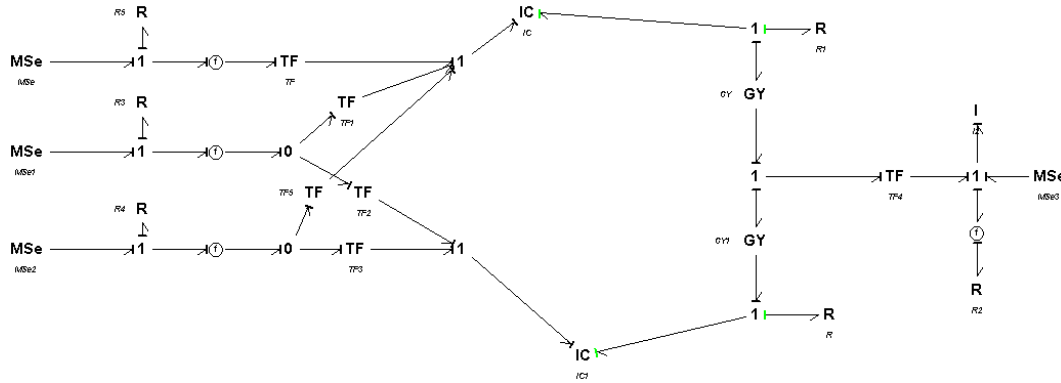 R5 R
IC
IC
1 R
R1
MSe 1 f TF 1
MSe TF
R3 R
TF
TF1
GY GY
I
I2
MSe 1 f 0
MSe1
1 TF 1 MSe
TF4 MSe3
TF5 TF TF
TF2
R4 R
f
MSe 1 f 0 TF 1
MSe2 TF3
GY1 GY
R
R2
1 R
R
IC
IC1